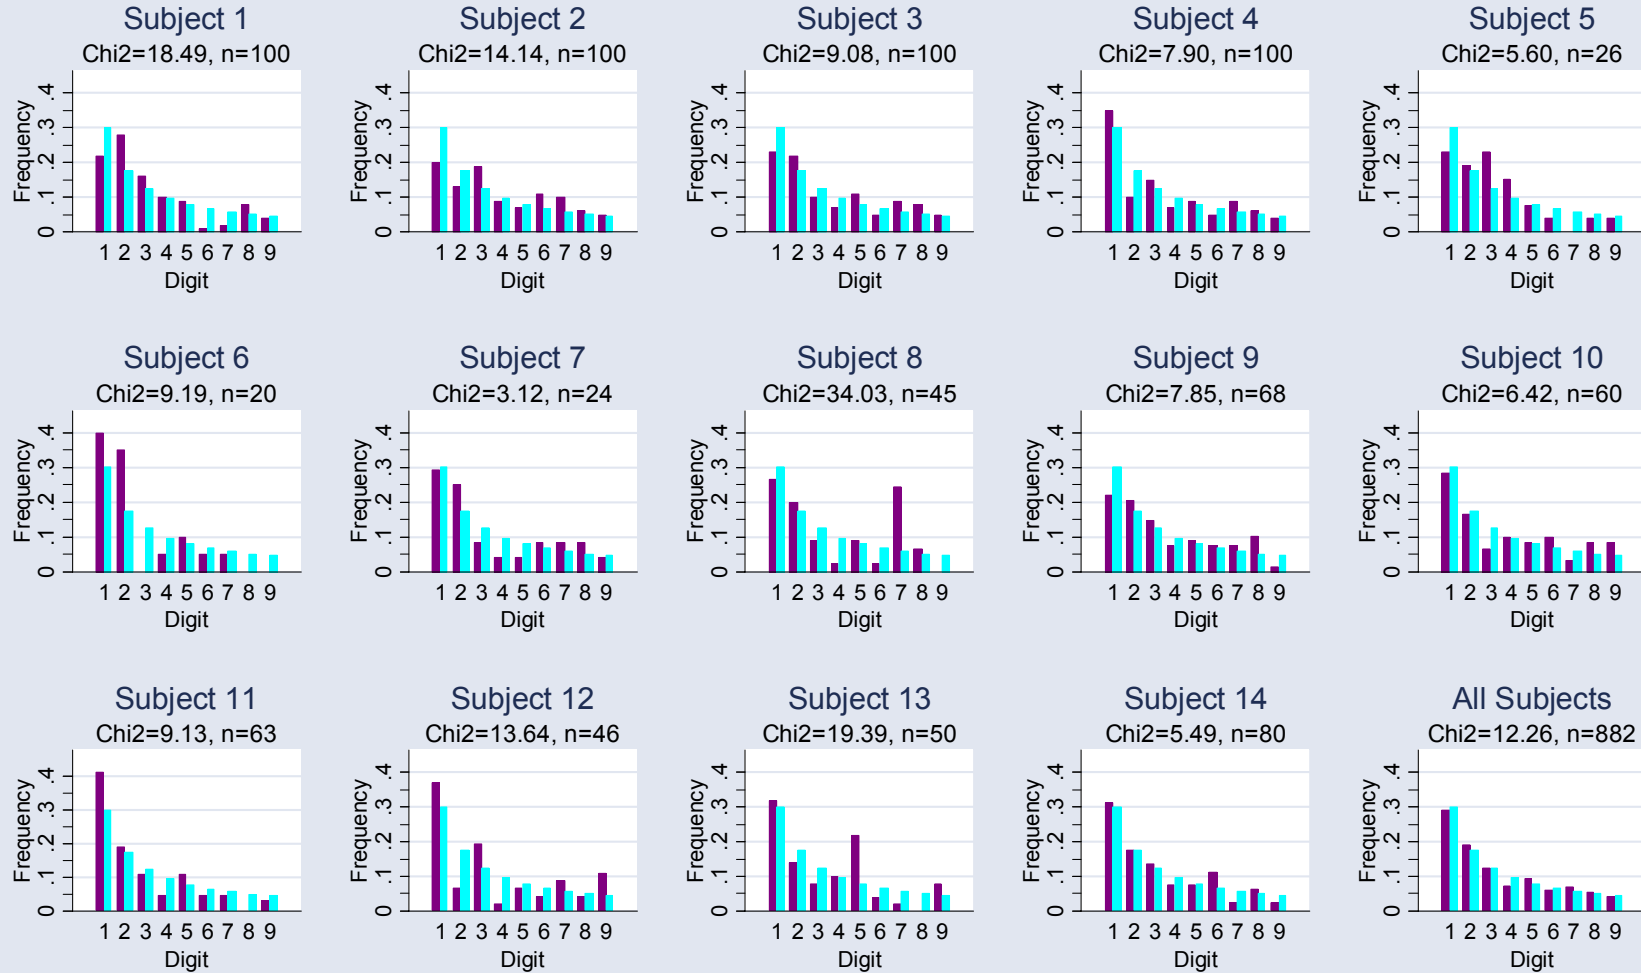 Subject 1
Chi2=18.49, n=100
Frequency
0 .1 .2 .3 .4
1 2 3 4 5 6 7 8 9
Digit
Subject 2
Chi2=14.14, n=100
Frequency
0 .1 .2 .3 .4
1 2 3 4 5 6 7 8 9
Digit
Subject 3
Chi2=9.08, n=100
Frequency
0 .1 .2 .3 .4
1 2 3 4 5 6 7 8 9
Digit
Subject 4
Chi2=7.90, n=100
Frequency
0 .1 .2 .3 .4
1 2 3 4 5 6 7 8 9
Digit
Subject 5
Chi2=5.60, n=26
Frequency
0 .1 .2 .3 .4
1 2 3 4 5 6 7 8 9
Digit
Subject 6
Chi2=9.19, n=20
Frequency
0 .1 .2 .3 .4
1 2 3 4 5 6 7 8 9
Digit
Subject 7
Chi2=3.12, n=24
Frequency
0 .1 .2 .3 .4
1 2 3 4 5 6 7 8 9
Digit
Subject 8
Chi2=34.03, n=45
Frequency
0 .1 .2 .3 .4
1 2 3 4 5 6 7 8 9
Digit
Subject 9
Chi2=7.85, n=68
Frequency
0 .1 .2 .3 .4
1 2 3 4 5 6 7 8 9
Digit
Subject 10
Chi2=6.42, n=60
Frequency
0 .1 .2 .3 .4
1 2 3 4 5 6 7 8 9
Digit
Subject 11
Chi2=9.13, n=63
Frequency
0 .1 .2 .3 .4
1 2 3 4 5 6 7 8 9
Digit
Subject 12
Chi2=13.64, n=46
Frequency
0 .1 .2 .3 .4
1 2 3 4 5 6 7 8 9
Digit
Subject 13
Chi2=19.39, n=50
Frequency
0 .1 .2 .3 .4
1 2 3 4 5 6 7 8 9
Digit
Subject 14
Chi2=5.49, n=80
Frequency
0 .1 .2 .3 .4
1 2 3 4 5 6 7 8 9
Digit
All Subjects
Chi2=12.26, n=882
Frequency
0 .1 .2 .3 .4
1 2 3 4 5 6 7 8 9
Digit